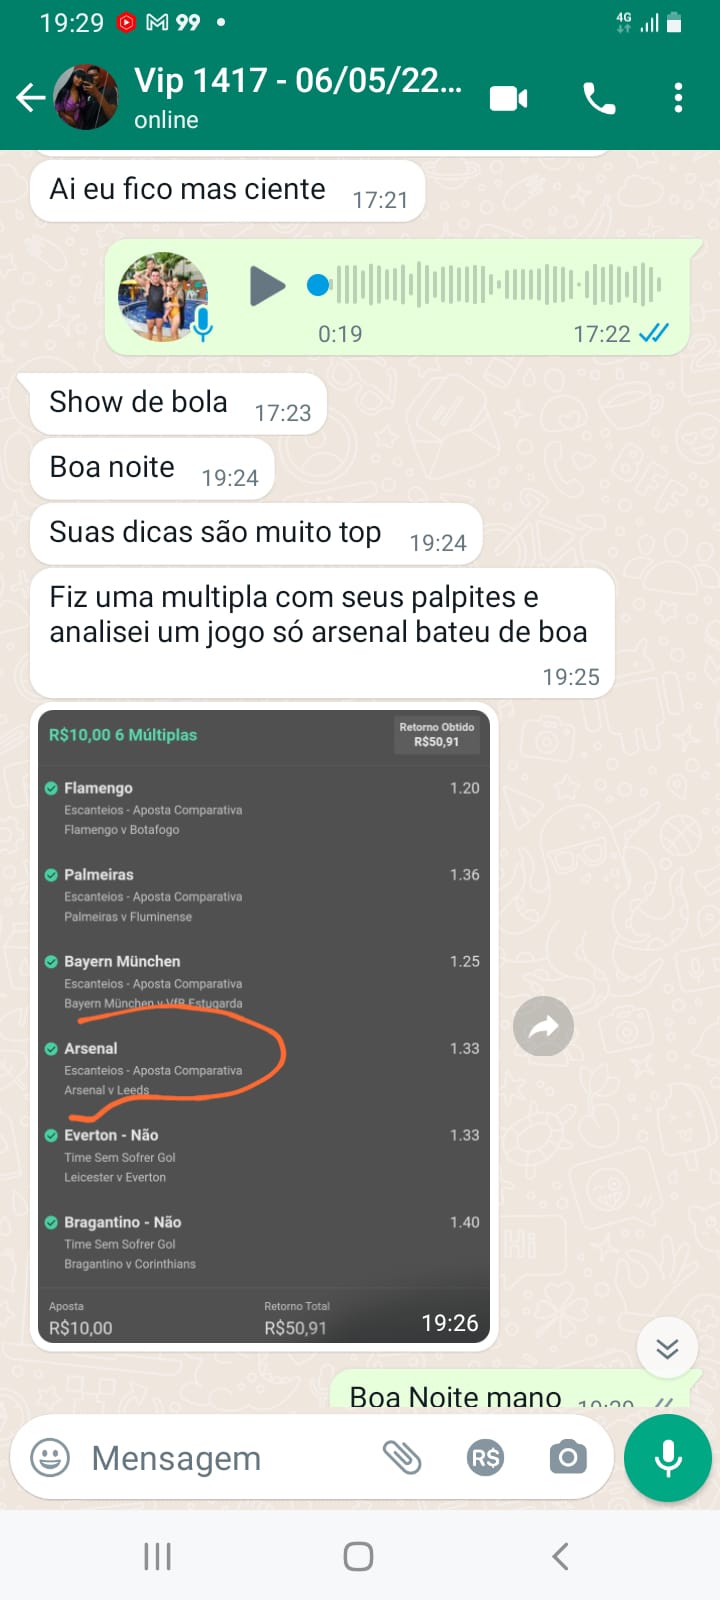 19:29 99
4G
Vip 1417 - 06/05/22...
online
Ai eu fico mas ciente 17:21
0:19 17:22
Show de bola 17:23
Boa noite 19:24
Suas dicas são muito top 19:24
Fiz uma multipla com seus palpites e
analisei um jogo só arsenal bateu de boa
19:25
R$10,00 6 Múltiplas
Retorno Obtido
R$50,91
Flamengo 1.20
Escanteios - Aposta Comparativa
Flamengo v Botafogo
Palmeiras 1.36
Escanteios - Aposta Comparativa
Palmeiras v Fluminense
Bayern München 1.25
Escanteios - Aposta Comparativa
Bayern München v VfB Estugarda
Arsenal 1.33
Escanteios - Aposta Comparativa
Arsenal v Leeds
Everton - Não 1.33
Time Sem Sofrer Gol
Leicester v Everton
Bragantino - Não 1.40
Time Sem Sofrer Gol
Bragantino v Corinthians
Aposta Retorno Total
R$10,00 R$50,91 19:26
Boa Noite mano
Mensagem R$